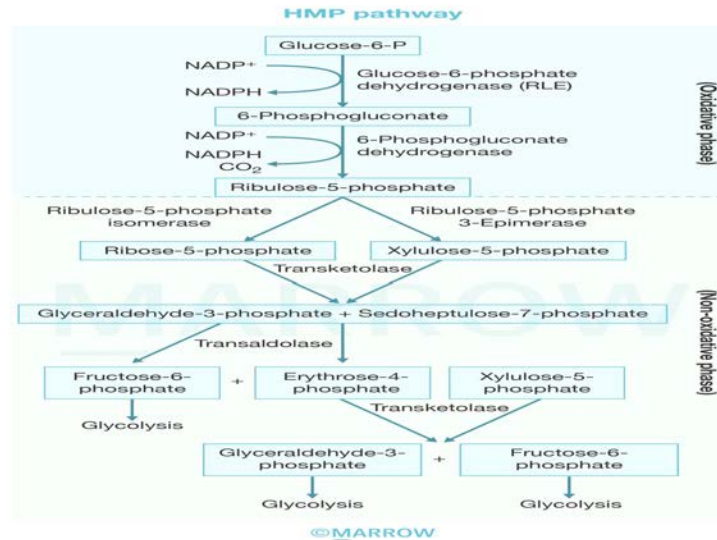 HMP pathway
Glucose-6-P
NADP+
NADPH
Glucose-6-phosphate
dehydrogenase (RLE)
6-Phosphogluconate
NADP+
NADPH
CO2
6-Phosphogluconate
dehydrogenase
Ribulose-5-phosphate
(Oxidative phase)
Ribulose-5-phosphate
isomerase
Ribulose-5-phosphate
3-Epimerase
Ribose-5-phosphate
Xylulose-5-phosphate
Transketolase
MARROW
Glyceraldehyde-3-phosphate + Sedoheptulose-7-phosphate
Transaldolase
Fructose-6-
phosphate
+
Erythrose-4-
phosphate
Xylulose-5-
phosphate
Glycolysis
Transketolase
Glyceraldehyde-3-
phosphate
+
Fructose-6-
phosphate
Glycolysis
Glycolysis
(Non-oxidative phase)
©MARROW